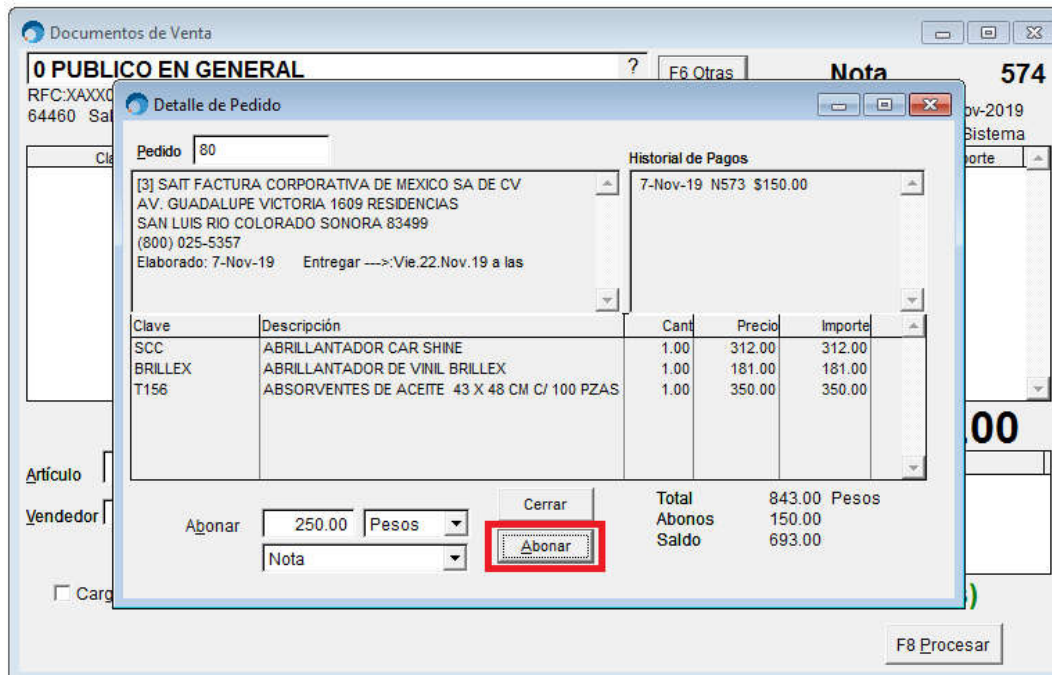 Documentos de Venta
0 PUBLICO EN GENERAL ? F6 Otras Nota 574
RFC:XAXX0
64460 Sal
ov-2019
Sistema
Detalle de Pedido
Pedido 80
Historial de Pagos
[3] SAIT FACTURA CORPORATIVA DE MEXICO SA DE CV
AV. GUADALUPE VICTORIA 1609 RESIDENCIAS
SAN LUIS RIO COLORADO SONORA 83499
(800) 025-5357
Elaborado: 7-Nov-19 Entregar --->:Vie.22.Nov.19 a las
7-Nov-19 N573 $150.00
Cla
porte
Clave Descripción Cant Precio Importe
SCC ABRILLANTADOR CAR SHINE 1.00 312.00 312.00
BRILLEX ABRILLANTADOR DE VINIL BRILLEX 1.00 181.00 181.00
T156 ABSORVENTES DE ACEITE 43 X 48 CM C/ 100 PZAS 1.00 350.00 350.00
.00
Artículo
Vendedor
Abonar 250.00 Pesos
Nota
Cerrar
Abonar
Total 843.00 Pesos
Abonos 150.00
Saldo 693.00
Carg
)
F8 Procesar